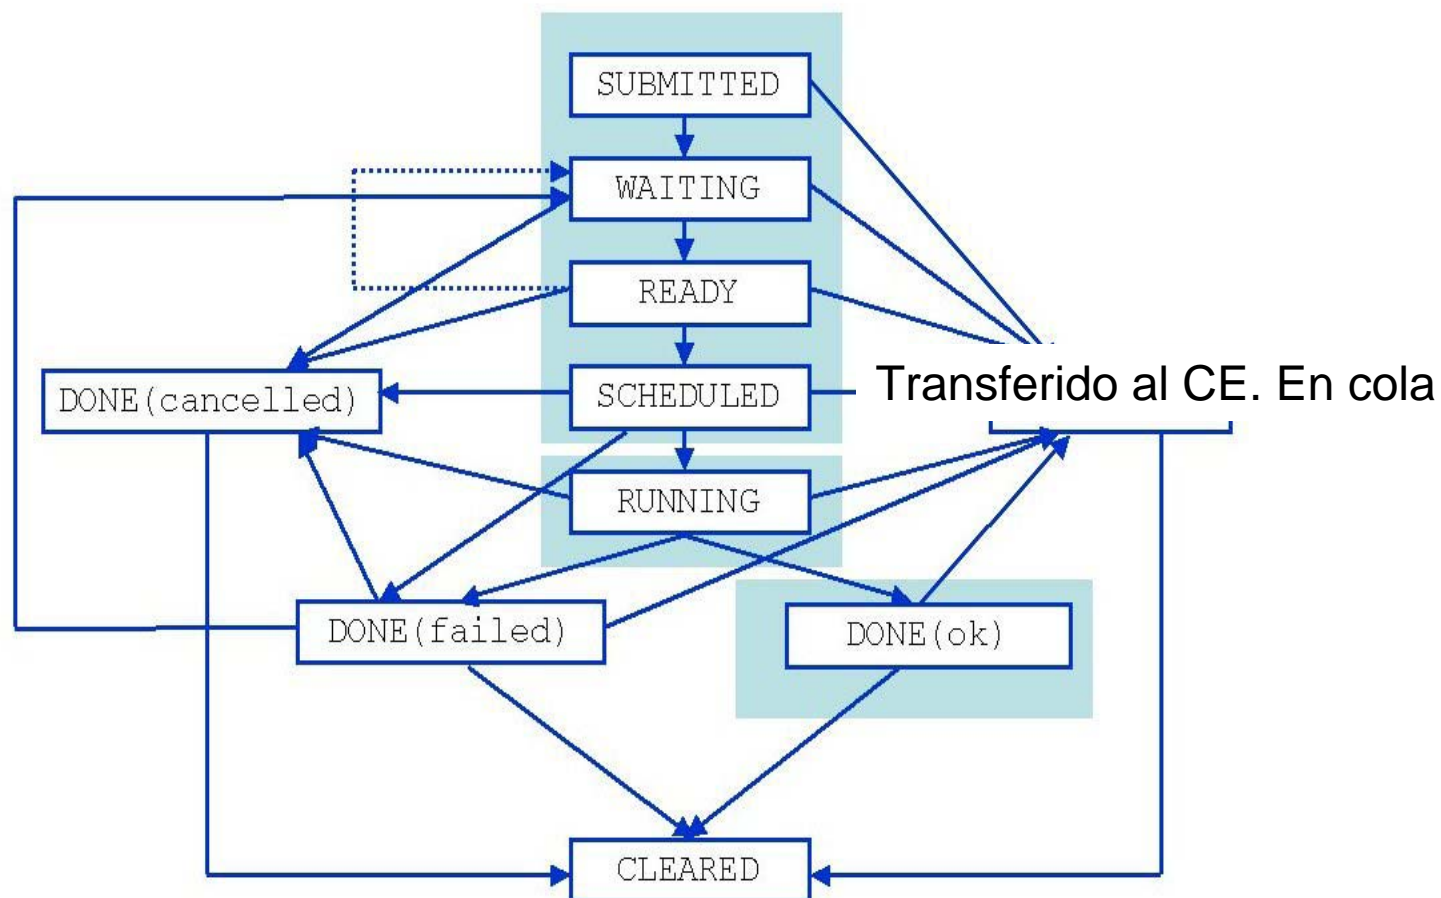 SUBMITTED
WAITING
READY
SCHEDULED
Transferido al CE. En cola
DONE(cancelled)
RUNNING
DONE(failed)
DONE(ok)
CLEARED